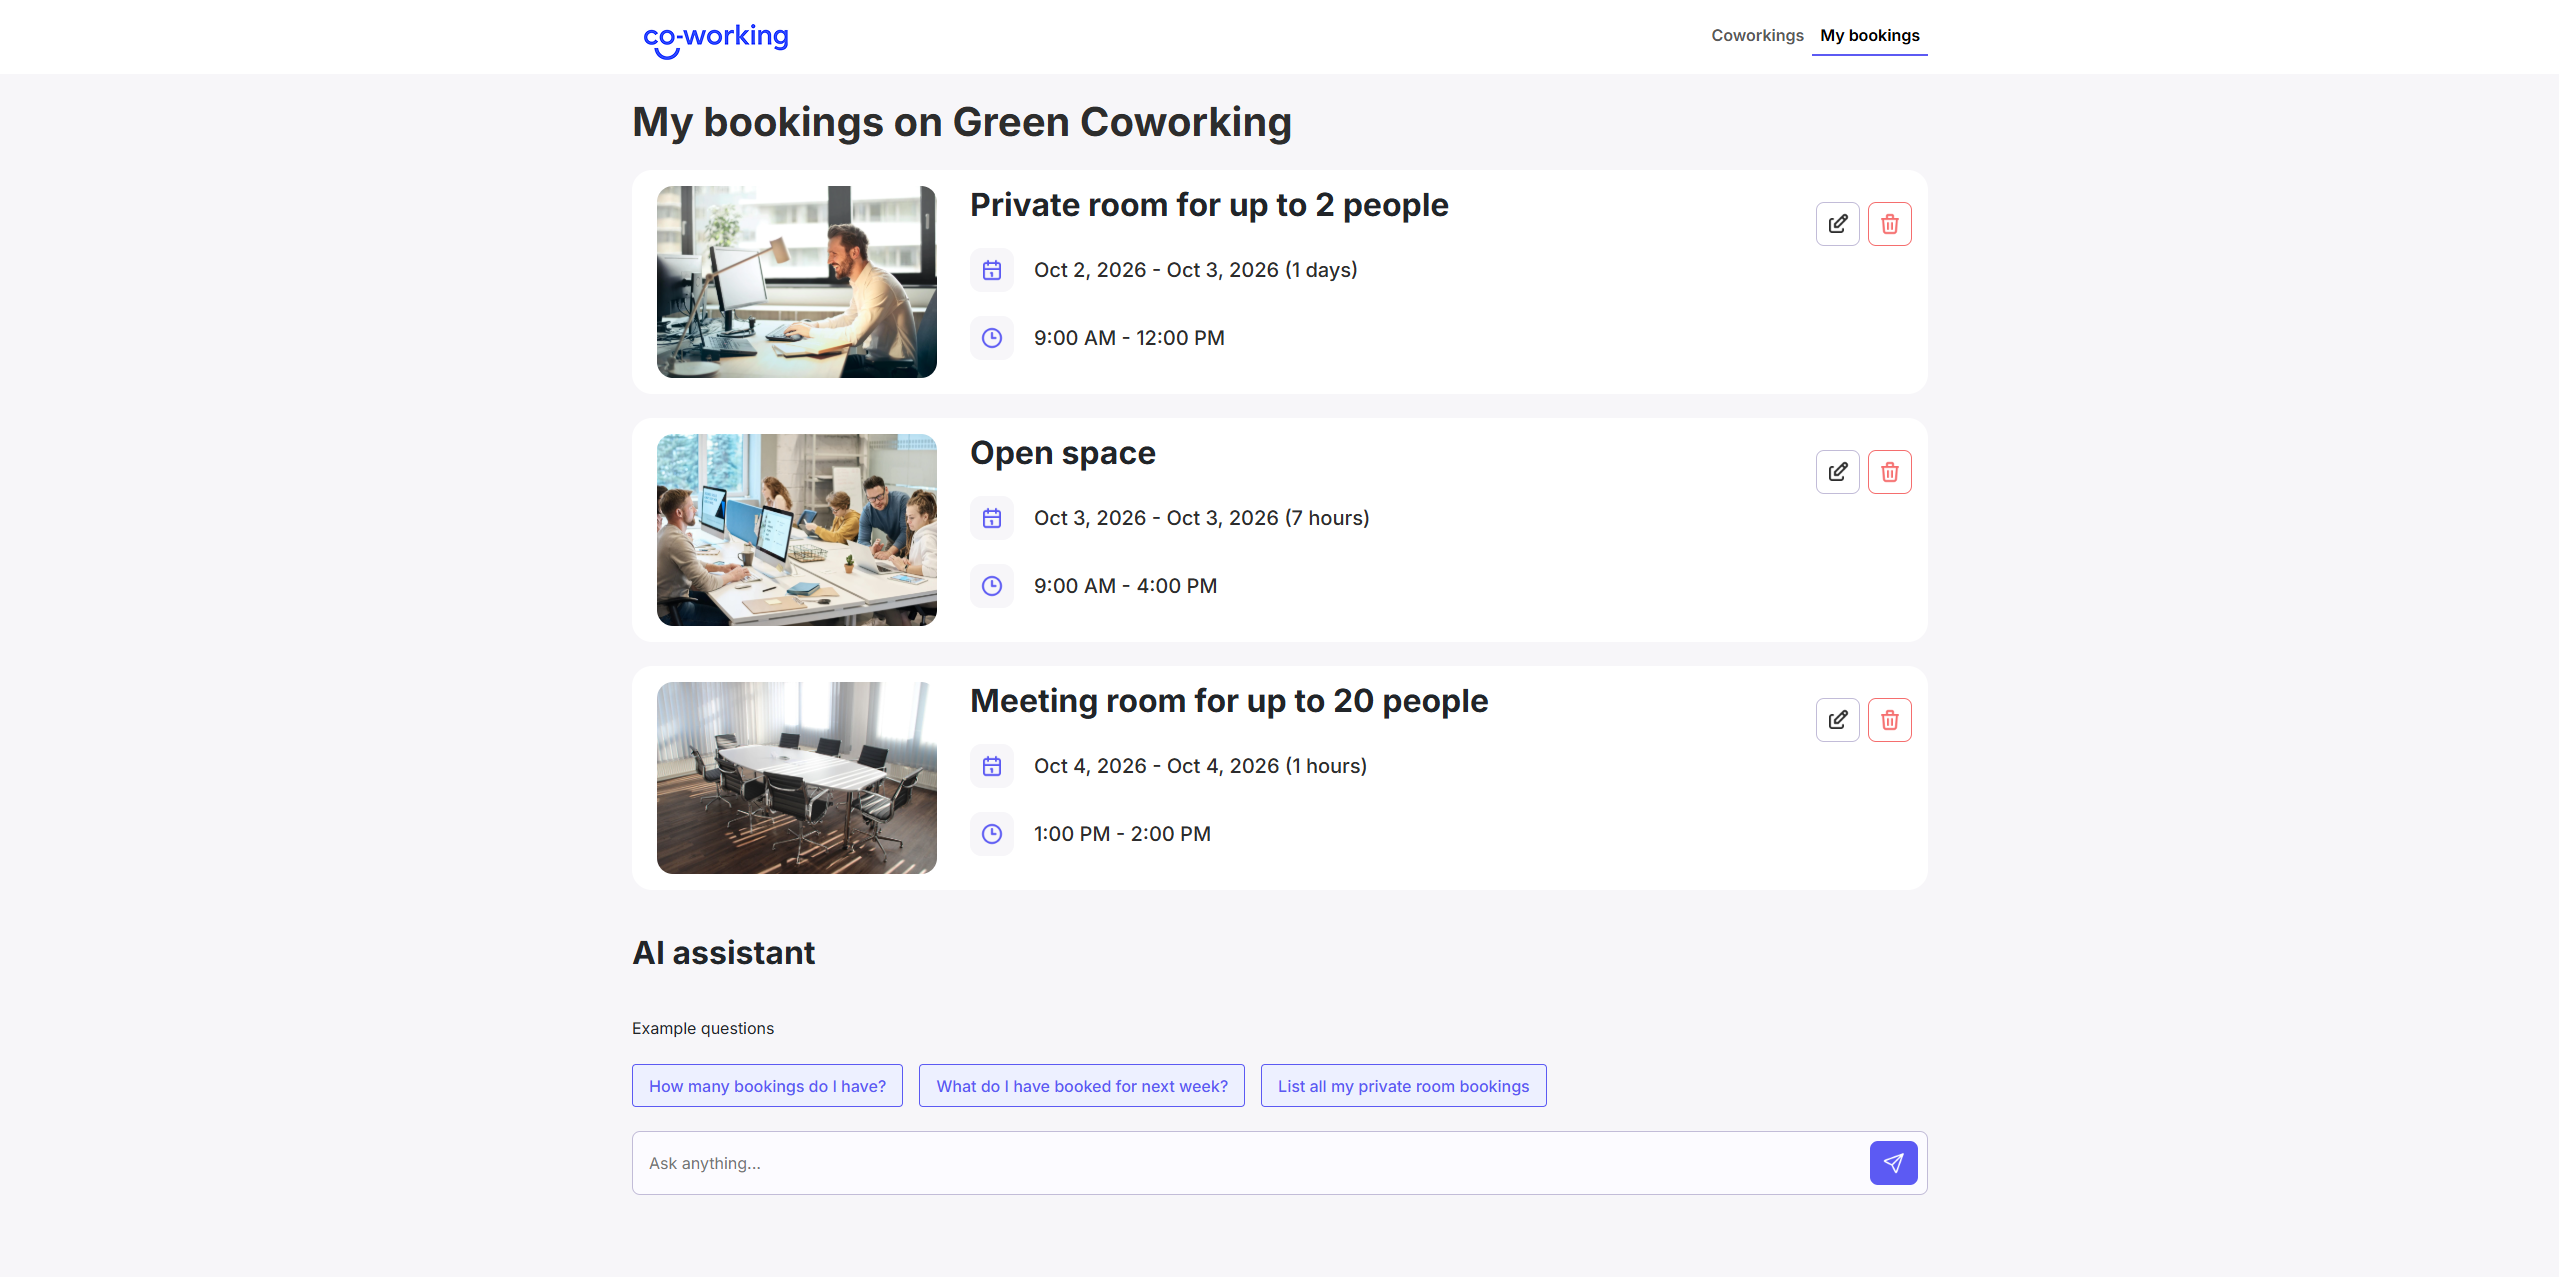 co-working
Coworkings
My bookings
My bookings on Green Coworking
Private room for up to 2 people
Oct 2, 2026 - Oct 3, 2026 (1 days)
9:00 AM - 12:00 PM
Open space
Oct 3, 2026 - Oct 3, 2026 (7 hours)
9:00 AM - 4:00 PM
Meeting room for up to 20 people
Oct 4, 2026 - Oct 4, 2026 (1 hours)
1:00 PM - 2:00 PM
AI assistant
Example questions
How many bookings do I have?
What do I have booked for next week?
List all my private room bookings
Ask anything...